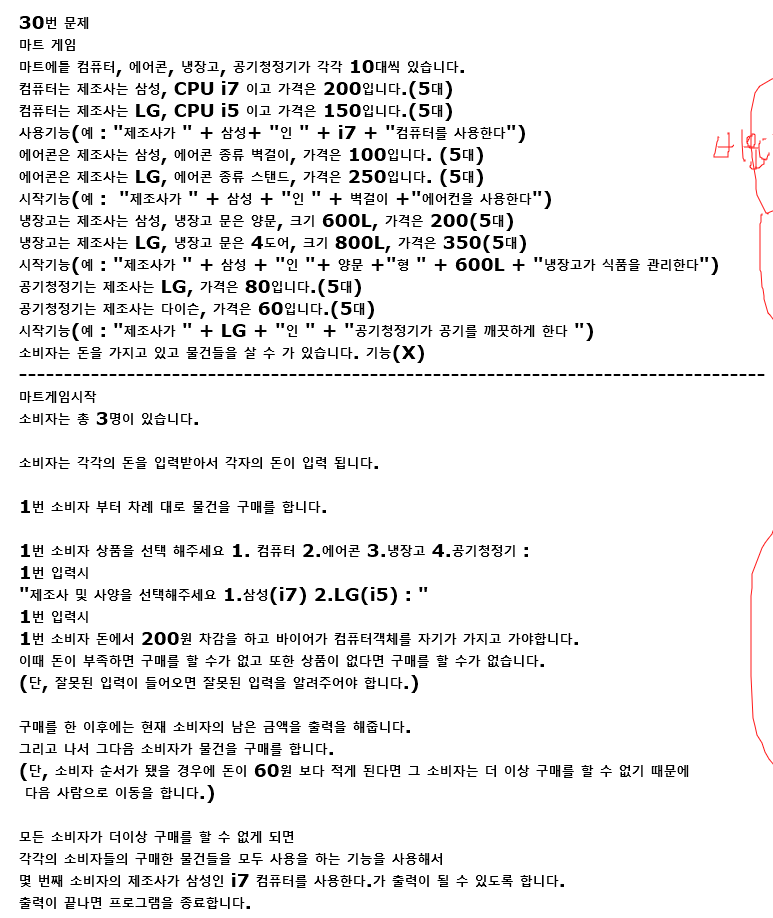 30번 문제
마트 게임
마트에틑 컴퓨터, 에어콘, 냉장고, 공기청정기가 각각 10대씩 있습니다.
컴퓨터는 제조사는 삼성, CPU i7 이고 가격은 200입니다.(5대)
컴퓨터는 제조사는 LG, CPU i5 이고 가격은 150입니다.(5대)
사용기능(예 : "제조사가 " + 삼성+ "인 " + i7 + "컴퓨터를 사용한다")
에어콘은 제조사는 삼성, 에어콘 종류 벽걸이, 가격은 100입니다. (5대)
에어콘은 제조사는 LG, 에어콘 종류 스탠드, 가격은 250입니다. (5대)
시작기능(예 :  "제조사가 " + 삼성 + "인 " + 벽걸이 +"에어컨을 사용한다")
냉장고는 제조사는 삼성, 냉장고 문은 양문, 크기 600L, 가격은 200(5대)
냉장고는 제조사는 LG, 냉장고 문은 4도어, 크기 800L, 가격은 350(5대)
시작기능(예 : "제조사가 " + 삼성 + "인 "+ 양문 +"형 " + 600L + "냉장고가 식품을 관리한다")
공기청정기는 제조사는 LG, 가격은 80입니다.(5대)
공기청정기는 제조사는 다이슨, 가격은 60입니다.(5대)
시작기능(예 : "제조사가 " + LG + "인 " + "공기청정기가 공기를 깨끗하게 한다 ")
소비자는 돈을 가지고 있고 물건들을 살 수 가 있습니다. 기능(X)
--------------------------------------------------------------------------------------
마트게임시작
소비자는 총 3명이 있습니다.
소비자는 각각의 돈을 입력받아서 각자의 돈이 입력 됩니다.
1번 소비자 부터 차례 대로 물건을 구매를 합니다.
1번 소비자 상품을 선택 해주세요 1. 컴퓨터 2.에어콘 3.냉장고 4.공기청정기 :
1번 입력시
"제조사 및 사양을 선택해주세요 1.삼성(i7) 2.LG(i5) : "
1번 입력시
1번 소비자 돈에서 200원 차감을 하고 바이어가 컴퓨터객체를 자기가 가지고 가야합니다.
이때 돈이 부족하면 구매를 할 수가 없고 또한 상품이 없다면 구매를 할 수가 없습니다.
(단, 잘못된 입력이 들어오면 잘못된 입력을 알려주어야 합니다.)
구매를 한 이후에는 현재 소비자의 남은 금액을 출력을 해줍니다.
그리고 나서 그다음 소비자가 물건을 구매를 합니다.
(단, 소비자 순서가 됐을 경우에 돈이 60원 보다 적게 된다면 그 소비자는 더 이상 구매를 할 수 없기 때문에
다음 사람으로 이동을 합니다.)
모든 소비자가 더이상 구매를 할 수 없게 되면
각각의 소비자들의 구매한 물건들을 모두 사용을 하는 기능을 사용해서
몇 번째 소비자의 제조사가 삼성인 i7 컴퓨터를 사용한다.가 출력이 될 수 있도록 합니다.
출력이 끝나면 프로그램을 종료합니다.